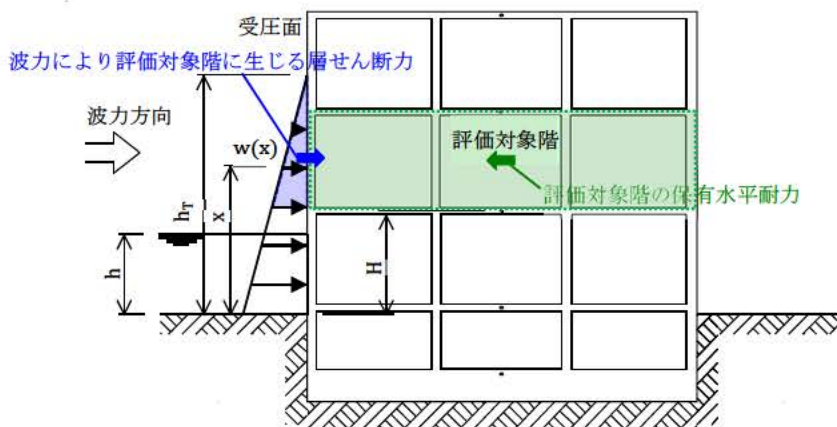 受圧面
波力により評価対象階に生じる層せん断力
波力方向
w(x)
評価対象階
評価対象階の保有水平耐力
hT
x
h
H